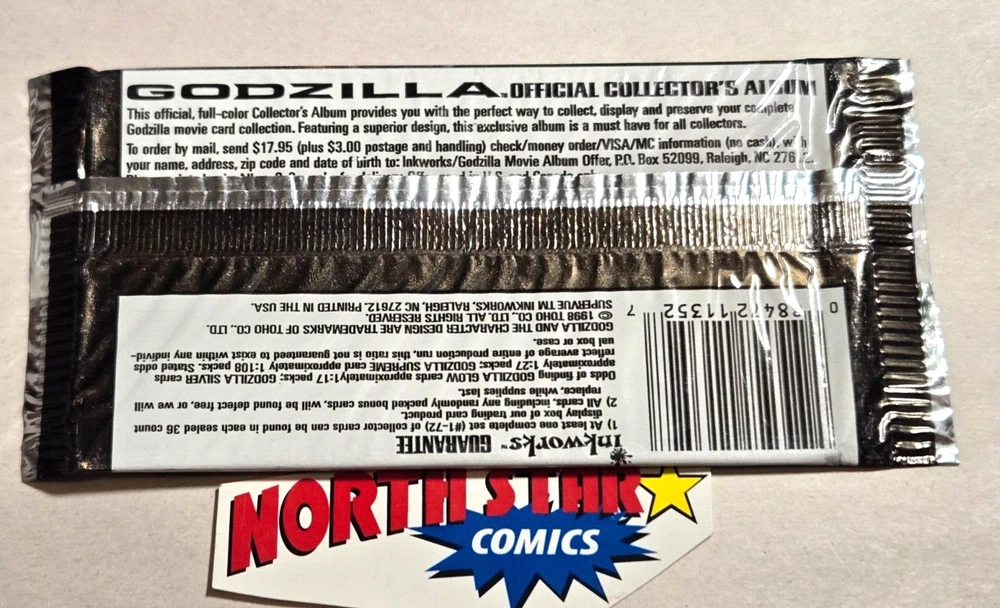 GODZILLA™ OFFICIAL COLLECTOR'S ALBUM
This official, full-color Collector's Album provides you with the perfect way to collect, display and preserve your complete
Godzilla movie card collection. Featuring a superior design, this exclusive album is a must have for all collectors.
To order by mail, send $17.95 (plus $3.00 postage and handling) check/money order/VISA/MC information (no cash), with
your name, address, zip code and date of birth to: Inkworks/Godzilla Movie Album Offer, P.O. Box 52099, Raleigh, NC 276
inkworks™ GUARANTEE
1) At least one complete set (#1-72) of collector cards can be found in each sealed 36 count
display box of our trading card product.
2) All cards, including any randomly packed bonus cards, will be found defect free, or we will
replace, while supplies last.
Odds of finding GODZILLA GLOW cards approximately1:17 packs; GODZILLA SILVER cards
approximately 1:27 packs; GODZILLA SUPREME card approximately 1:108 packs. Stated odds
reflect average of entire production run, this ratio is not guaranteed to exist within any individ-
ual box or case.
GODZILLA AND THE CHARACTER DESIGN ARE TRADEMARKS OF TOHO CO., LTD.
© 1998 TOHO CO., LTD. ALL RIGHTS RESERVED.
SUPERVUE TM INKWORKS, RALEIGH, NC 27612. PRINTED IN THE USA.
0 38472 11352 7
NORTH STAR
COMICS